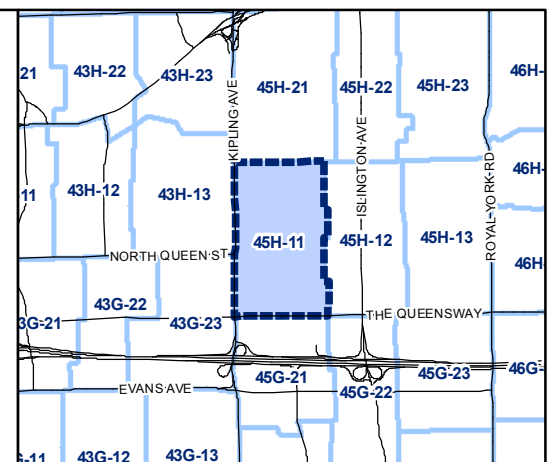 21
43H-22
43H-23
45H-21
45H-22
45H-23
46H-
KIPLING AVE
ISLINGTON AVE
ROYAL YORK RD
11
43H-12
43H-13
45H-11
45H-12
45H-13
46H-
46H-
NORTH QUEEN ST
43G-22
3G-21
43G-23
THE QUEENSWAY
45G-21
45G-22
45G-23
46G-
EVANS AVE
-11
43G-12
43G-13